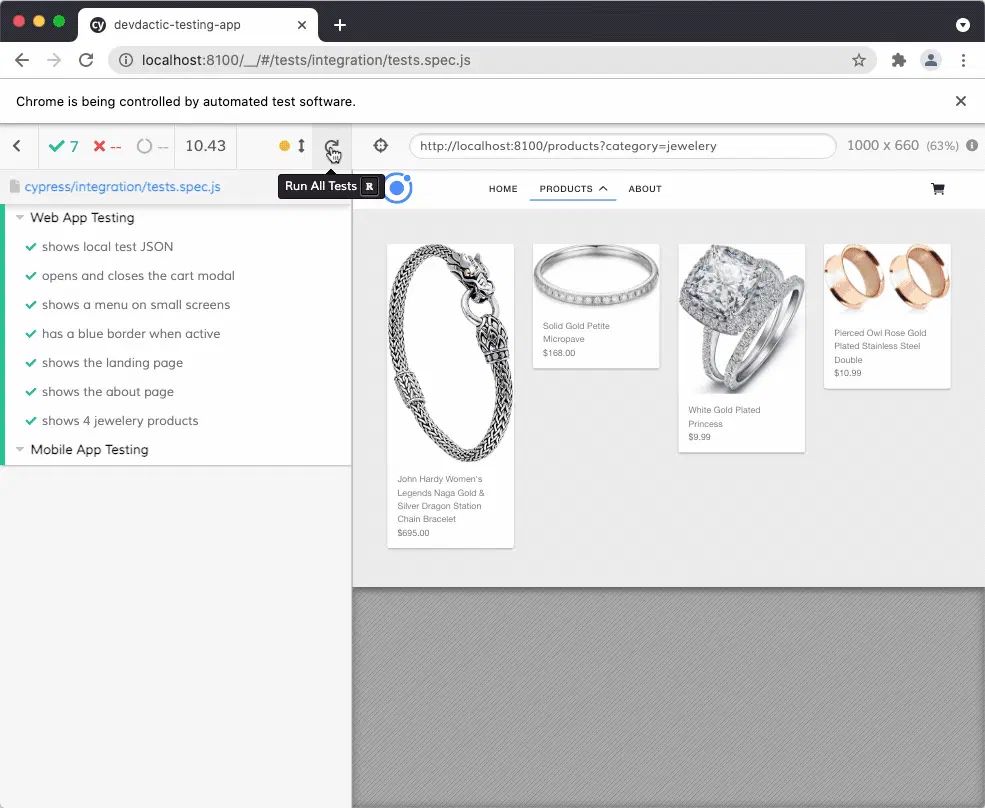 cy devdactic-testing-app
localhost:8100/__/#/tests/integration/tests.spec.js
Chrome is being controlled by automated test software.
7 -- -- 10.43
http://localhost:8100/products?category=jewelery
1000 x 660 (63%)
cypress/integration/tests.spec.js
Run All Tests R
HOME PRODUCTS ABOUT
Web App Testing
shows local test JSON
opens and closes the cart modal
shows a menu on small screens
has a blue border when active
shows the landing page
shows the about page
shows 4 jewelery products
Mobile App Testing
John Hardy Women's
Legends Naga Gold &
Silver Dragon Station
Chain Bracelet
$695.00
Solid Gold Petite
Micropave
$168.00
White Gold Plated
Princess
$9.99
Pierced Owl Rose Gold
Plated Stainless Steel
Double
$10.99